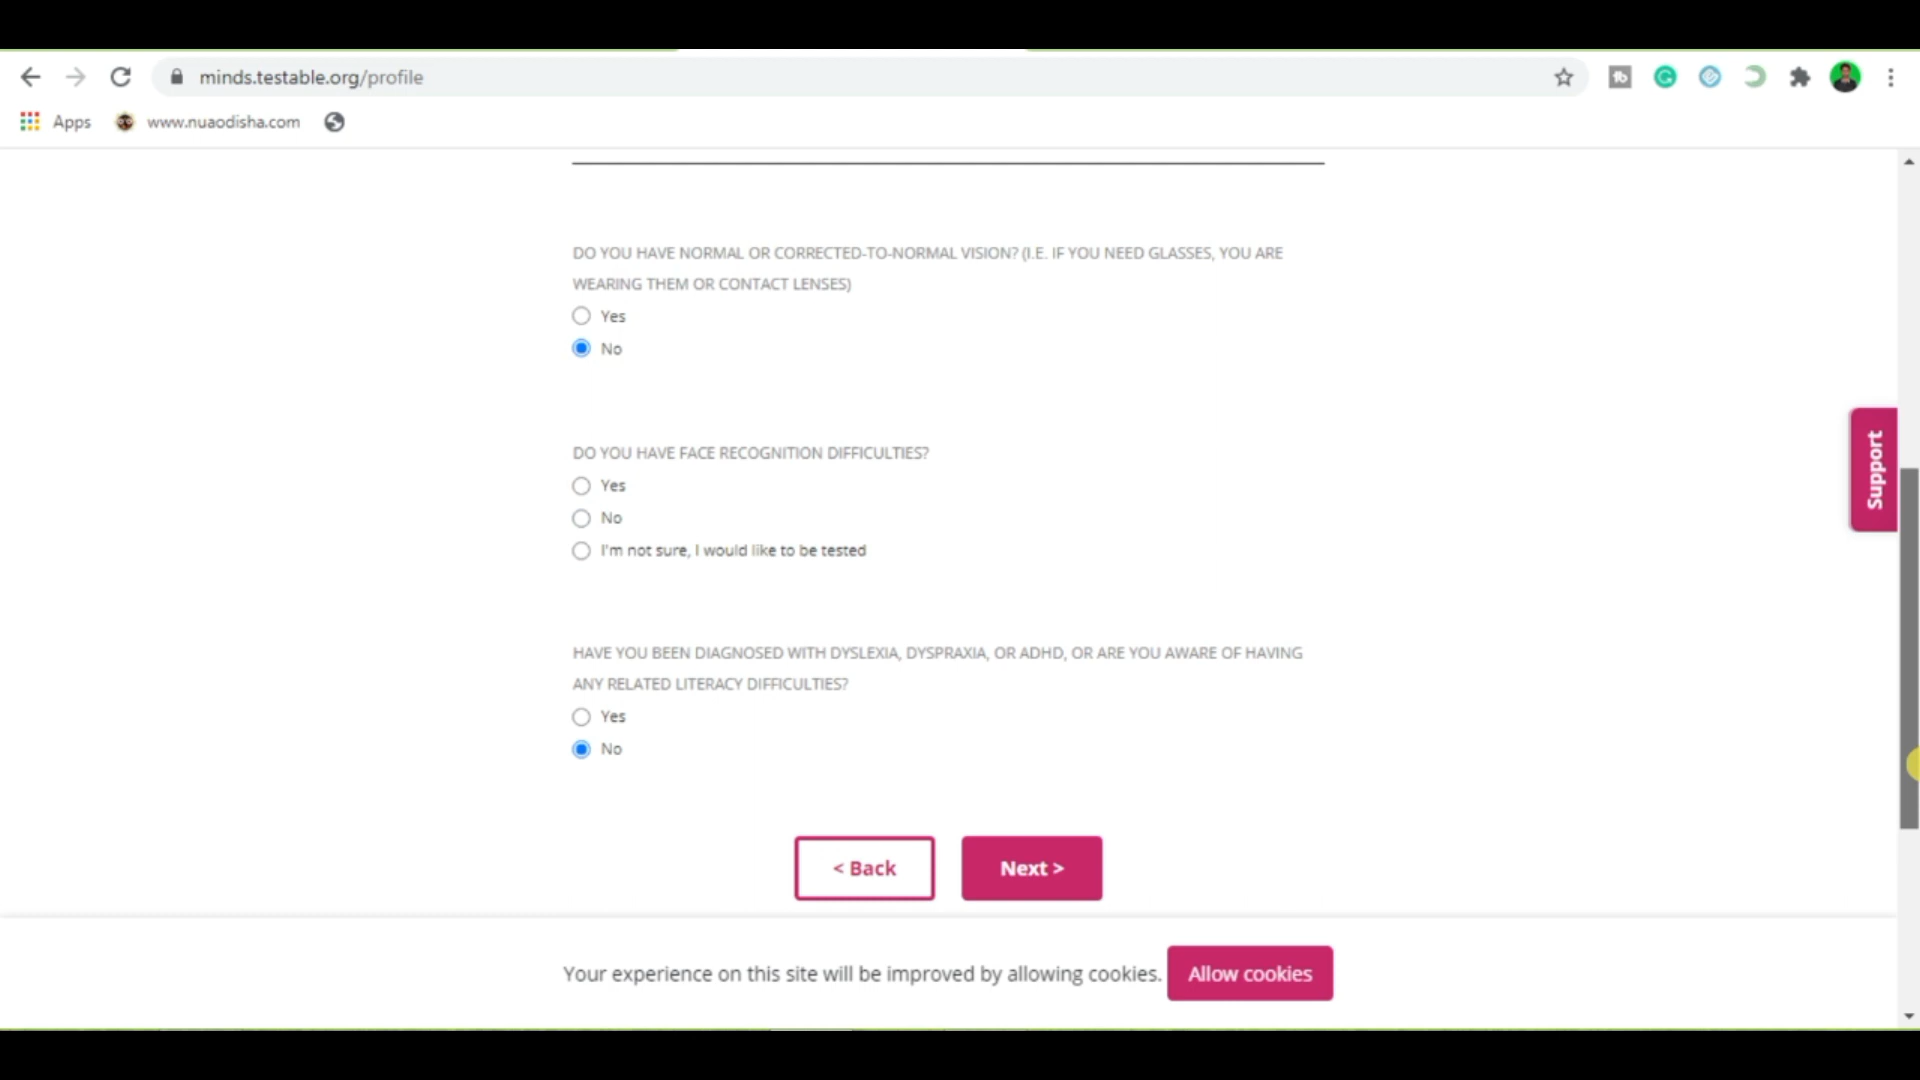 minds.testable.org/profile
Apps
www.nuaodisha.com
DO YOU HAVE NORMAL OR CORRECTED-TO-NORMAL VISION? (I.E. IF YOU NEED GLASSES, YOU ARE
WEARING THEM OR CONTACT LENSES)
Yes
No
DO YOU HAVE FACE RECOGNITION DIFFICULTIES?
Yes
No
I'm not sure, I would like to be tested
Support
HAVE YOU BEEN DIAGNOSED WITH DYSLEXIA, DYSPRAXIA, OR ADHD, OR ARE YOU AWARE OF HAVING
ANY RELATED LITERACY DIFFICULTIES?
Yes
No
< Back
Next >
Your experience on this site will be improved by allowing cookies.
Allow cookies